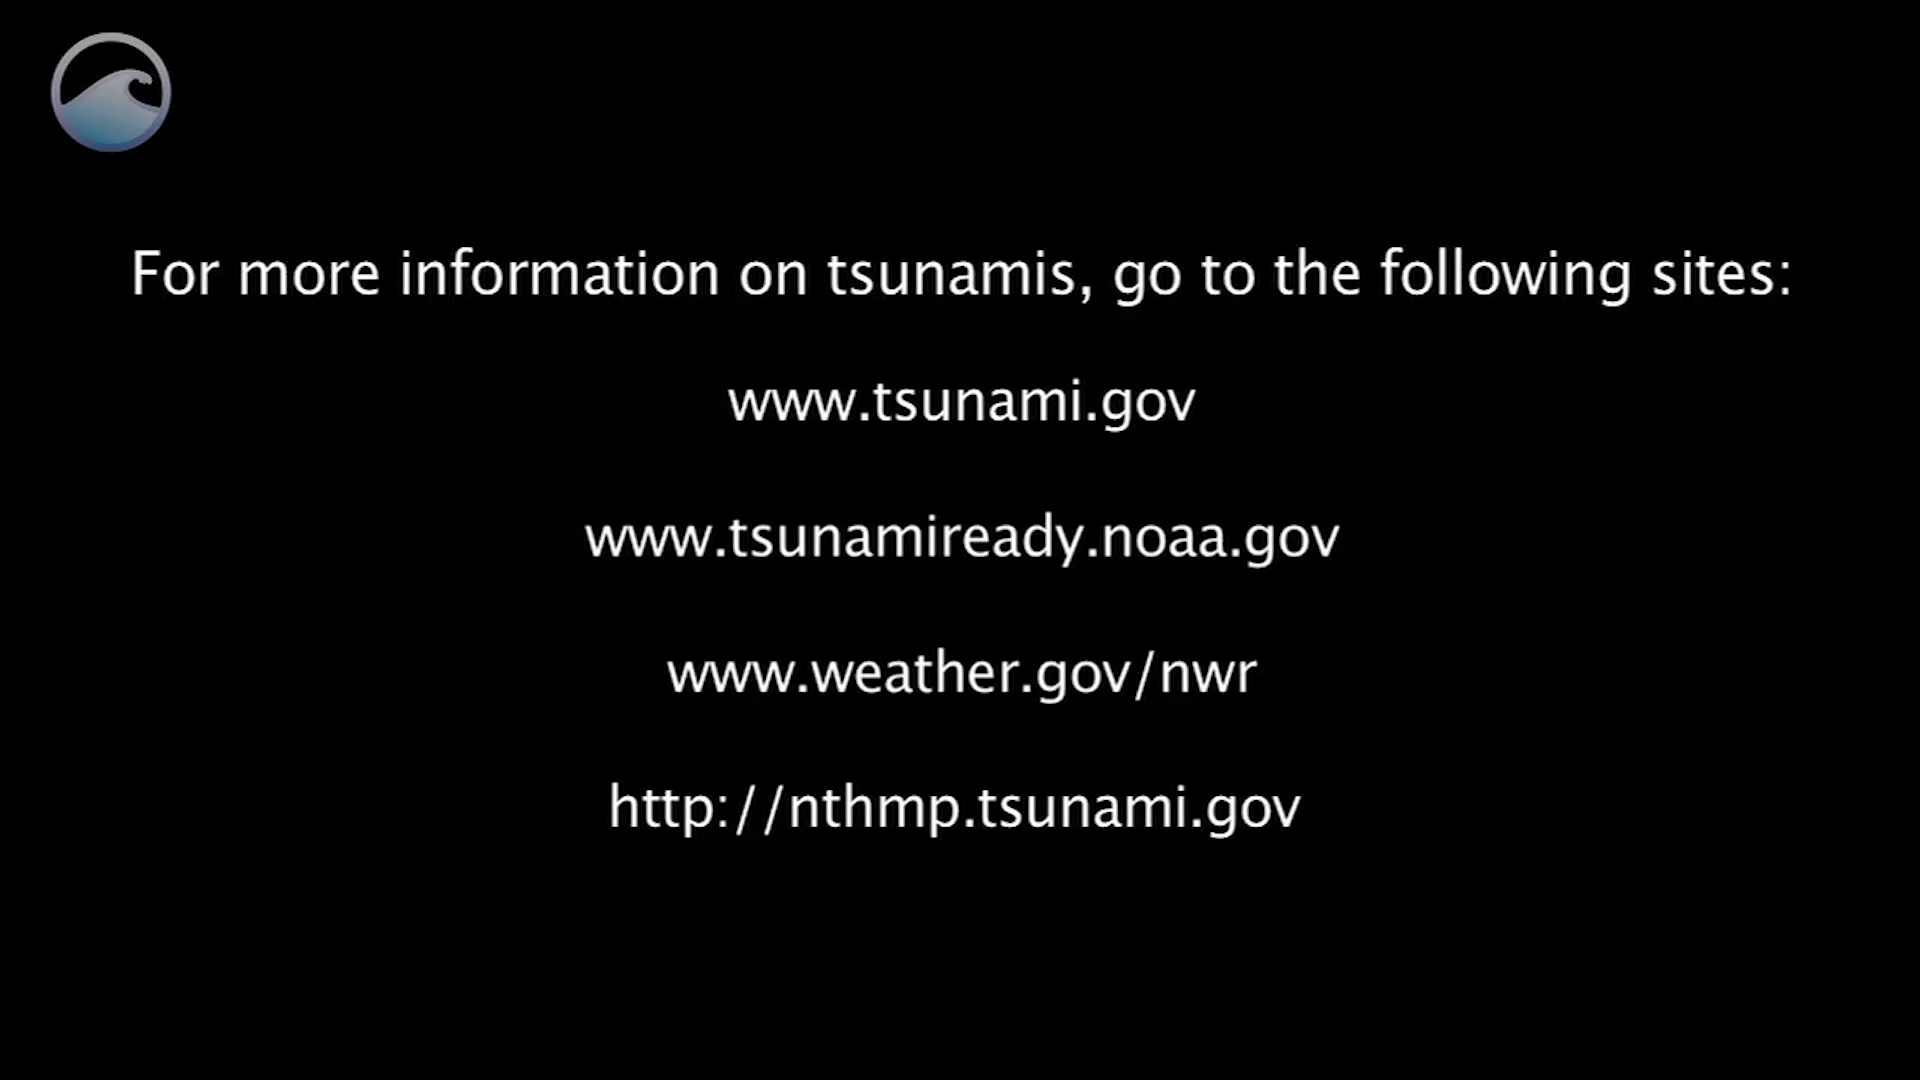 For more information on tsunamis, go to the following sites:
www.tsunami.gov
www.tsunamiready.noaa.gov
www.weather.gov/nwr
http://nthmp.tsunami.gov